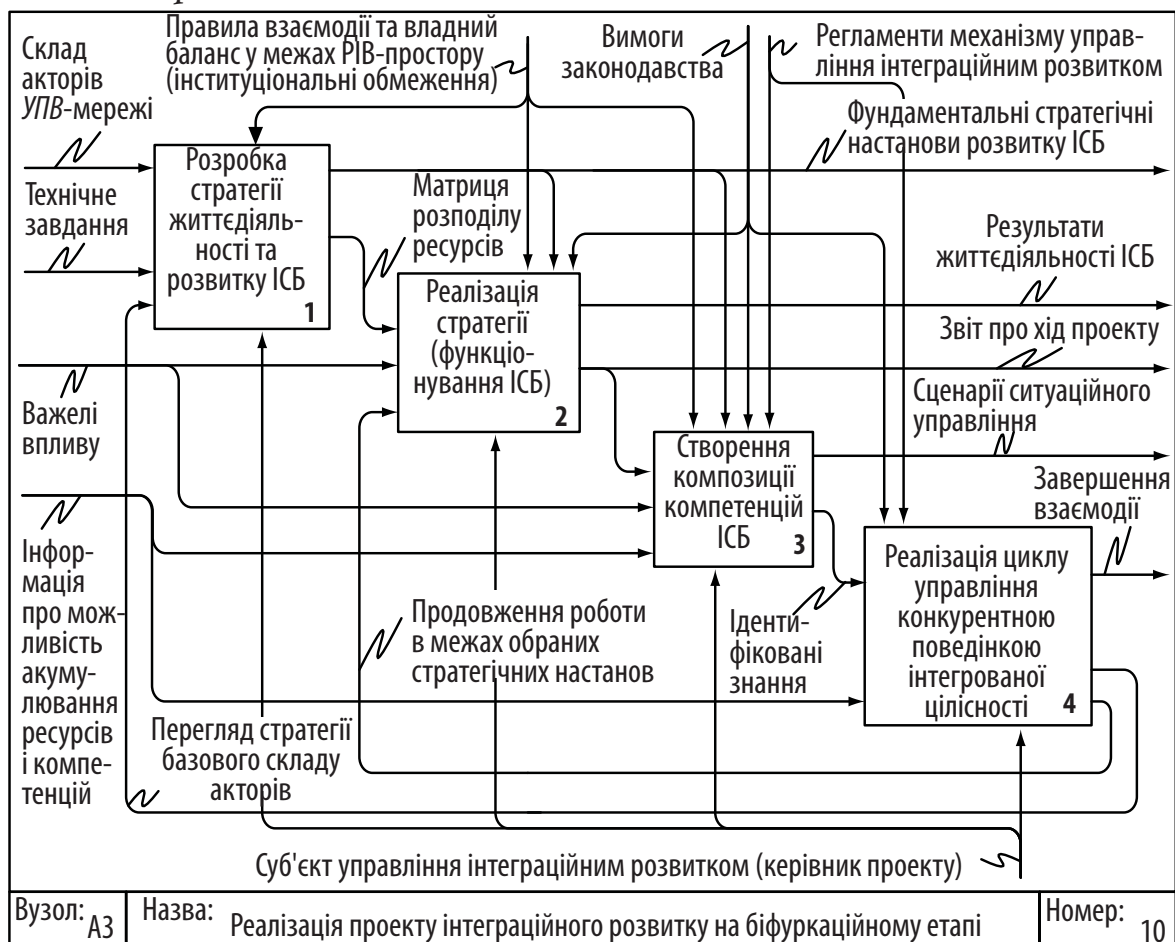 Склад
акторів
УПВ-мережі
Правила взаємодії та владний
баланс у межах РІВ-простору
(інституціональні обмеження)
Вимоги
законодавства
Регламенти механізму управ-
ління інтеграційним розвитком
Фундаментальні стратегічні
настанови розвитку ІСБ
Технічне
завдання
Розробка
стратегії
життєдіяль-
ності та
розвитку ІСБ
1
Матриця
розподілу
ресурсів
Результати
життєдіяльності ІСБ
Реалізація
стратегії
(функціо-
нування ІСБ)
2
Звіт про хід проекту
Сценарії ситуаційного
управління
Важелі
впливу
Створення
композиції
компетенцій
ІСБ
3
Завершення
взаємодії
Інфор-
мація
про мож-
ливість
акуму-
лювання
ресурсів
і компе-
тенцій
Продовження роботи
в межах обраних
стратегічних настанов
Іденти-
фіковані
знання
Реалізація циклу
управління
конкурентною
поведінкою
інтегрованої
цілісності
4
Перегляд стратегії
базового складу
акторів
Суб'єкт управління інтеграційним розвитком (керівник проекту)
Вузол:
А3
Назва:
Реалізація проекту інтеграційного розвитку на біфуркаційному етапі
Номер:
10